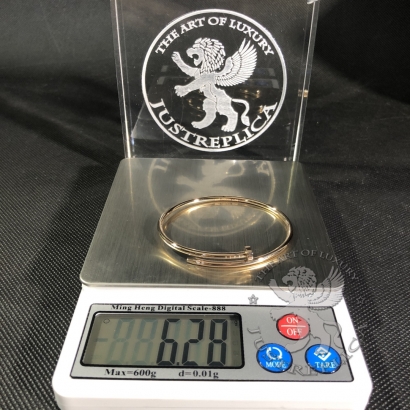 THE ART OF LUXURY
JUSTREPLICA
THE ART OF LUXURY
JUSTREPLICA
Ming Heng Digital Scale-888
6.28
ON
OFF
MODE
TARE
Max=600g
d=0.01g